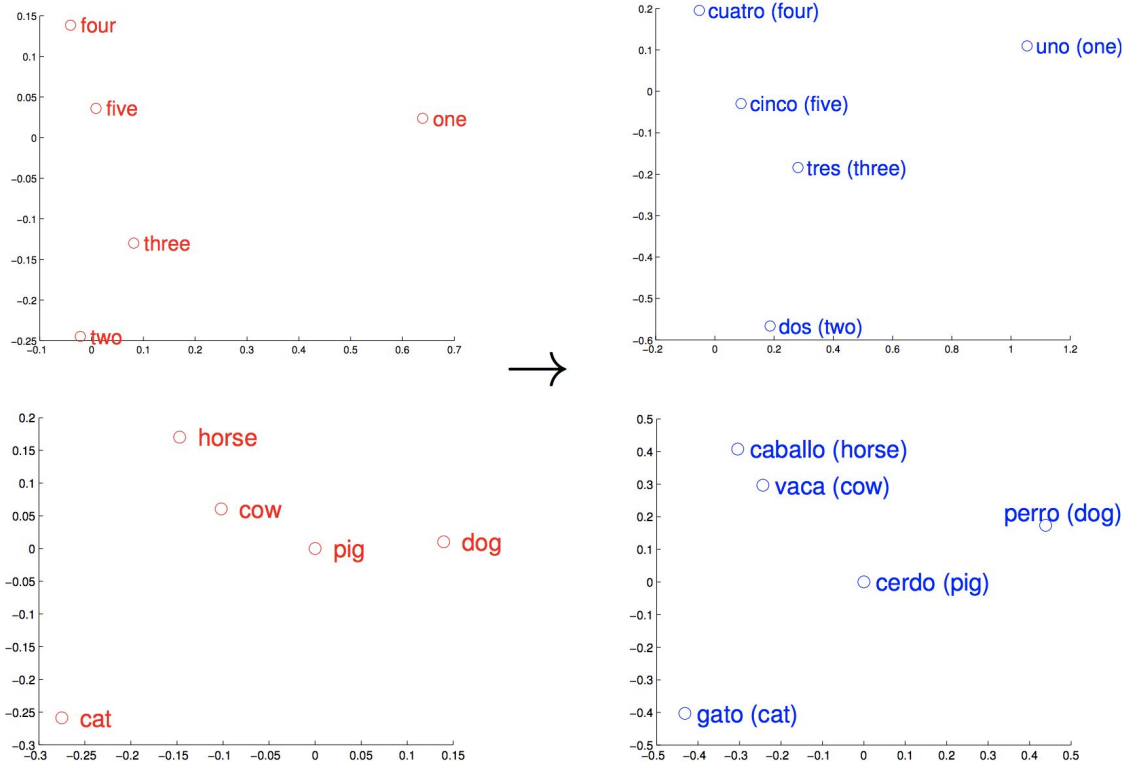 0.15
four
0.1
0.05
five
one
0
−0.05
−0.1
three
−0.15
−0.2
two
−0.25
−0.1 0 0.1 0.2 0.3 0.4 0.5 0.6 0.7
0.2
cuatro (four)
0.1
uno (one)
0
cinco (five)
−0.1
tres (three)
−0.2
−0.3
−0.4
−0.5
dos (two)
−0.6
−0.2 0 0.2 0.4 0.6 0.8 1 1.2
→
0.2
horse
0.15
0.1
cow
0.05
pig
dog
0
−0.05
−0.1
−0.15
−0.2
−0.25
cat
−0.3
−0.3 −0.25 −0.2 −0.15 −0.1 −0.05 0 0.05 0.1 0.15
0.5
caballo (horse)
0.4
vaca (cow)
0.3
perro (dog)
0.2
0.1
0
cerdo (pig)
−0.1
−0.2
−0.3
−0.4
gato (cat)
−0.5
−0.5 −0.4 −0.3 −0.2 −0.1 0 0.1 0.2 0.3 0.4 0.5